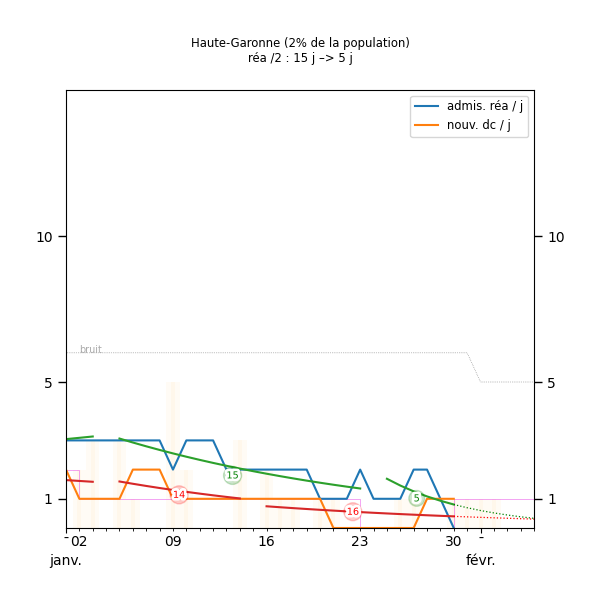 Haute-Garonne (2% de la population)
réa /2 : 15 j –> 5 j
admis. réa / j
nouv. dc / j
10
10
bruit
5
5
15
14
16
5
1
1
02
09
16
23
30
janv.
févr.